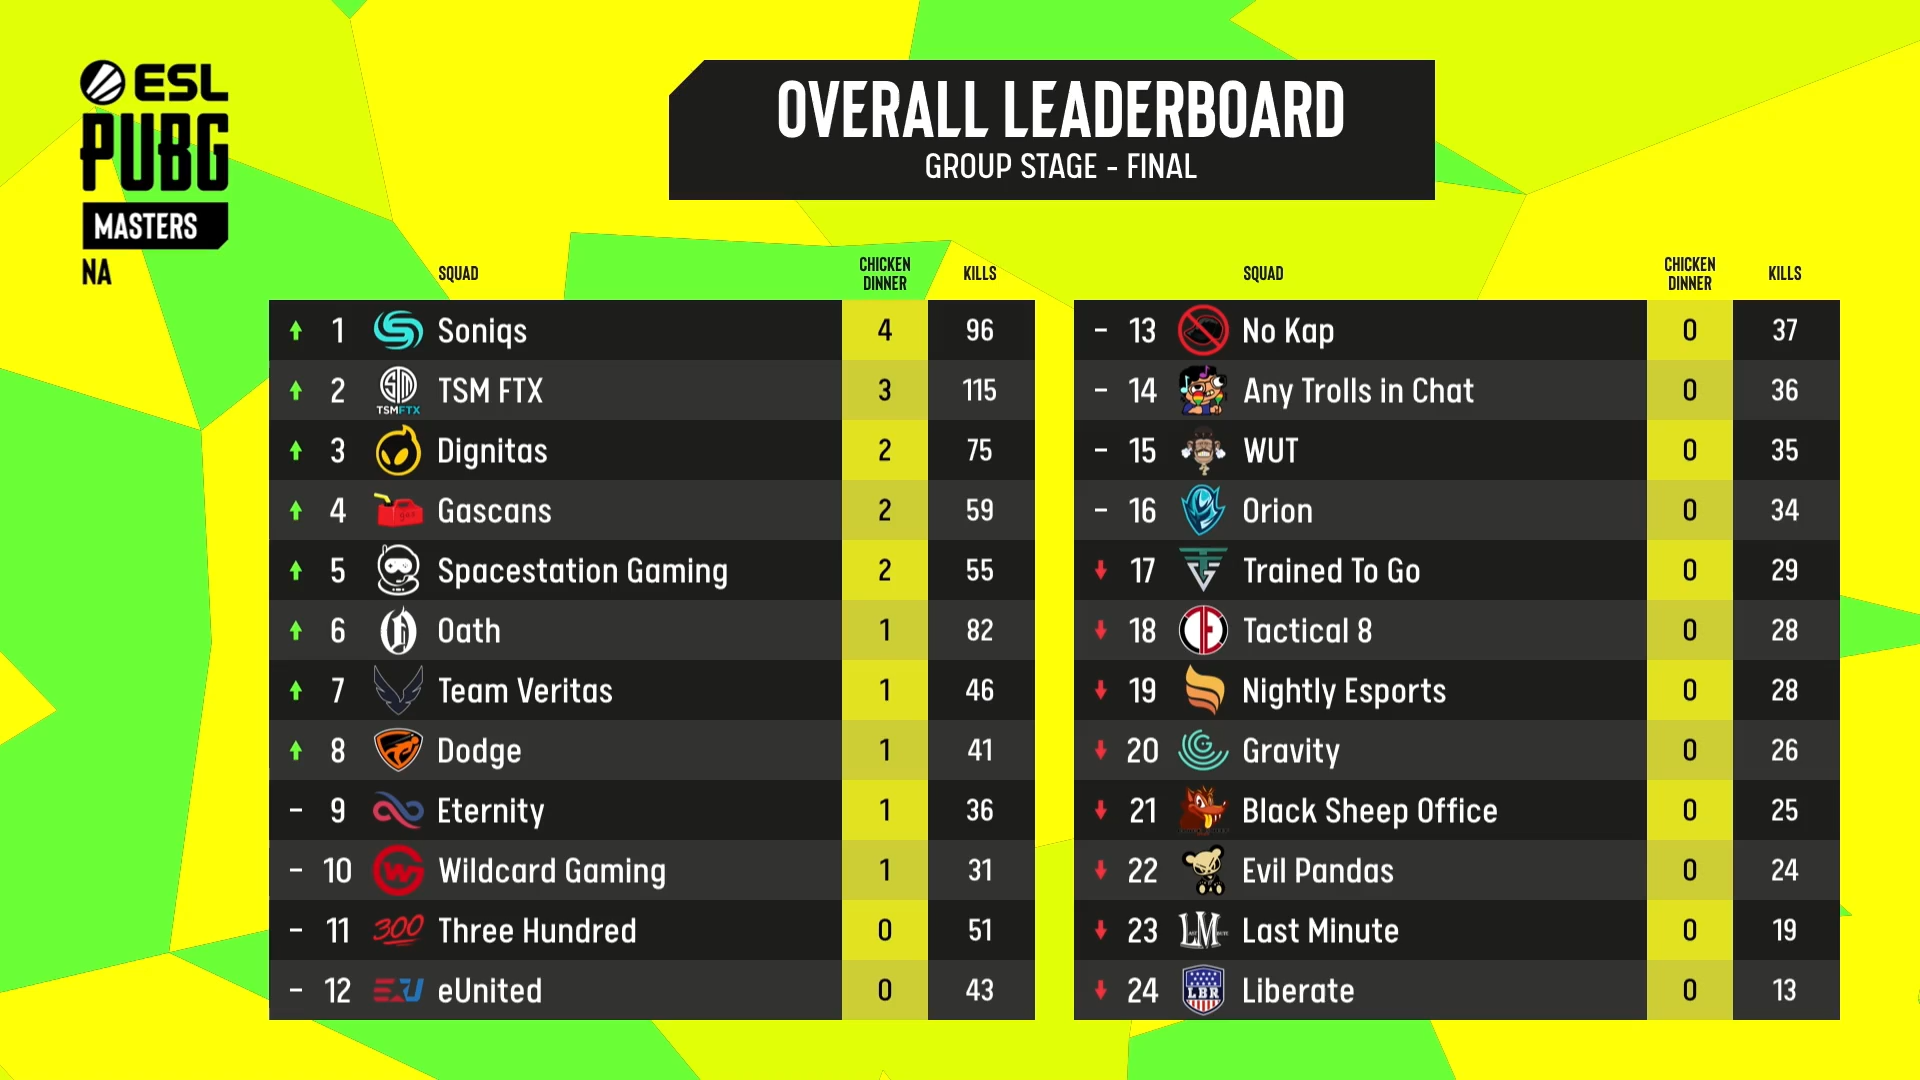 ESL
PUBG
MASTERS
NA
OVERALL LEADERBOARD
GROUP STAGE - FINAL
SQUAD CHICKEN DINNER KILLS
1 Soniqs 4 96
2 TSM FTX 3 115
3 Dignitas 2 75
4 Gascans 2 59
5 Spacestation Gaming 2 55
6 Oath 1 82
7 Team Veritas 1 46
8 Dodge 1 41
– 9 Eternity 1 36
– 10 Wildcard Gaming 1 31
– 11 300 Three Hundred 0 51
– 12 eUnited 0 43
SQUAD CHICKEN DINNER KILLS
– 13 No Kap 0 37
– 14 Any Trolls in Chat 0 36
– 15 WUT 0 35
– 16 Orion 0 34
17 Trained To Go 0 29
18 Tactical 8 0 28
19 Nightly Esports 0 28
20 Gravity 0 26
21 Black Sheep Office 0 25
22 Evil Pandas 0 24
23 LM Last Minute 0 19
24 LBR Liberate 0 13